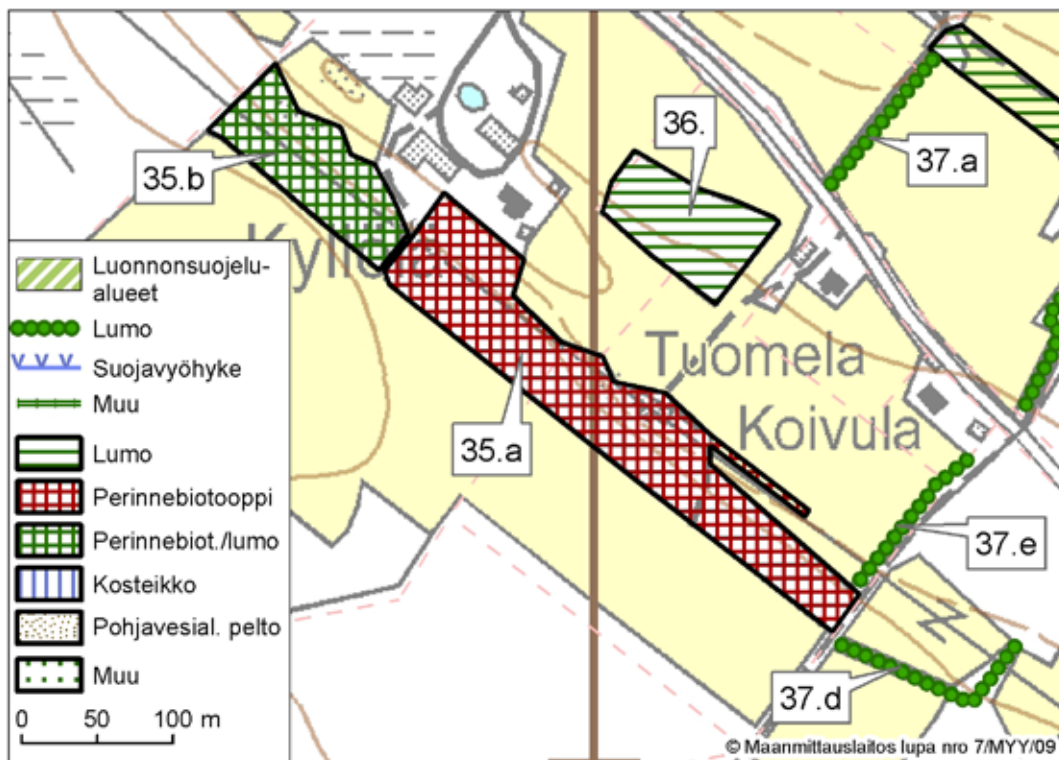 36.
37.a
35.b
Luonnonsuojelu-
alueet
Lumo
Suojavyöhyke
Muu
Lumo
Perinnebiotooppi
Perinnebiot./lumo
Kosteikko
Pohjavesial. pelto
Muu
0 50 100 m
Tuomela
Koivula
35.a
37.e
37.d
© Maanmittauslaitos lupa nro 7/MYY/09